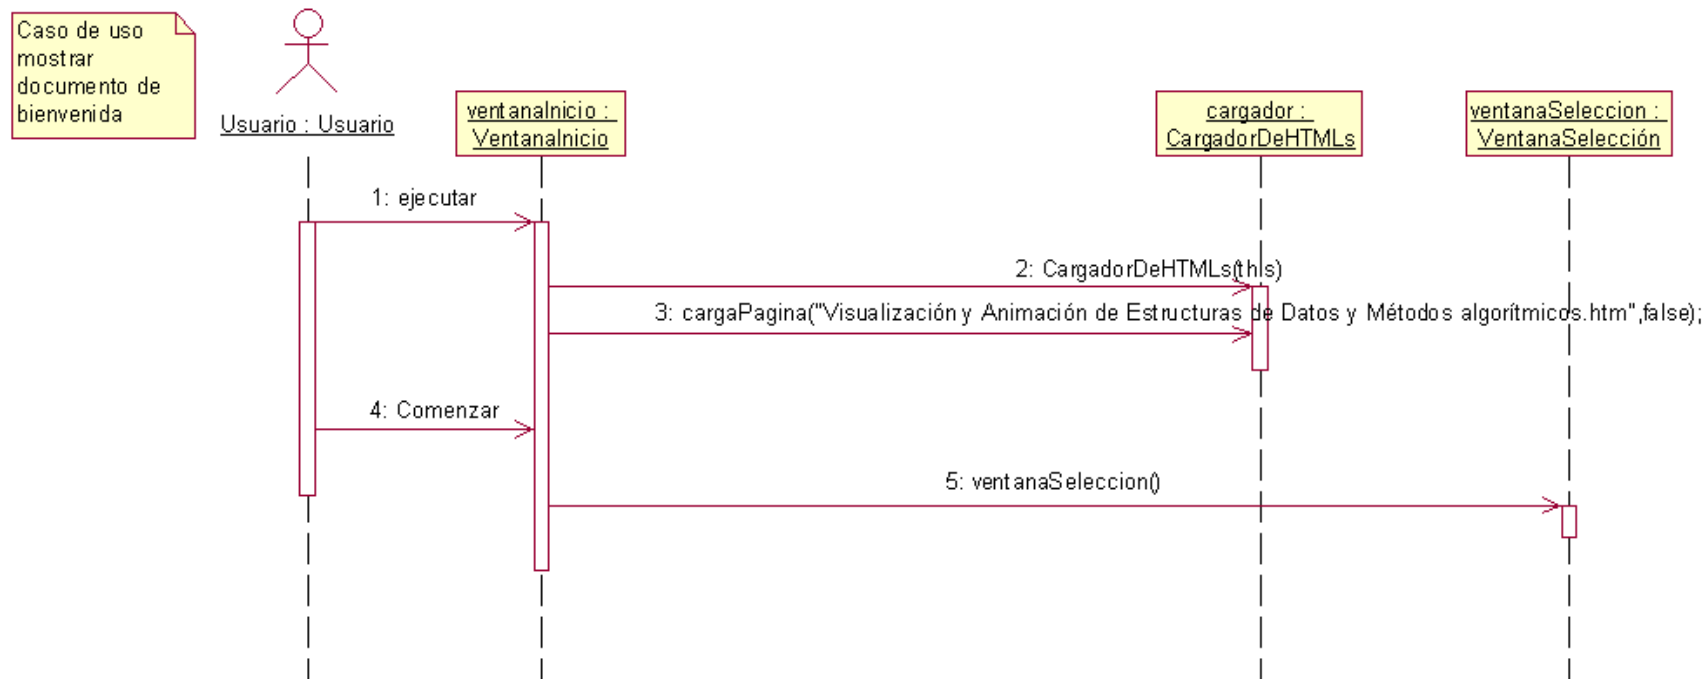 Caso de uso
mostrar
documento de
bienvenida
Usuario : Usuario
ventanaInicio :
VentanaInicio
cargador :
CargadorDeHTMLs
ventanaSeleccion :
VentanaSelección
1: ejecutar
2: CargadorDeHTMLs(this)
3: cargaPagina("Visualización y Animación de Estructuras de Datos y Métodos algorítmicos.htm",false);
4: Comenzar
5: ventanaSeleccion()